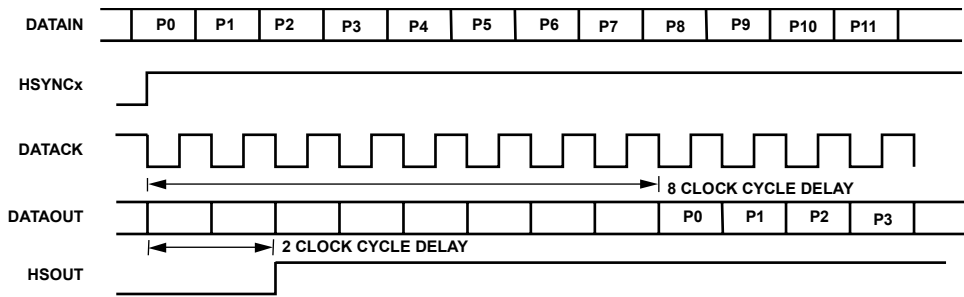 DATAIN P0 P1 P2 P3 P4 P5 P6 P7 P8 P9 P10 P11
HSYNCx
DATACK
8 CLOCK CYCLE DELAY
DATAOUT P0 P1 P2 P3
2 CLOCK CYCLE DELAY
HSOUT